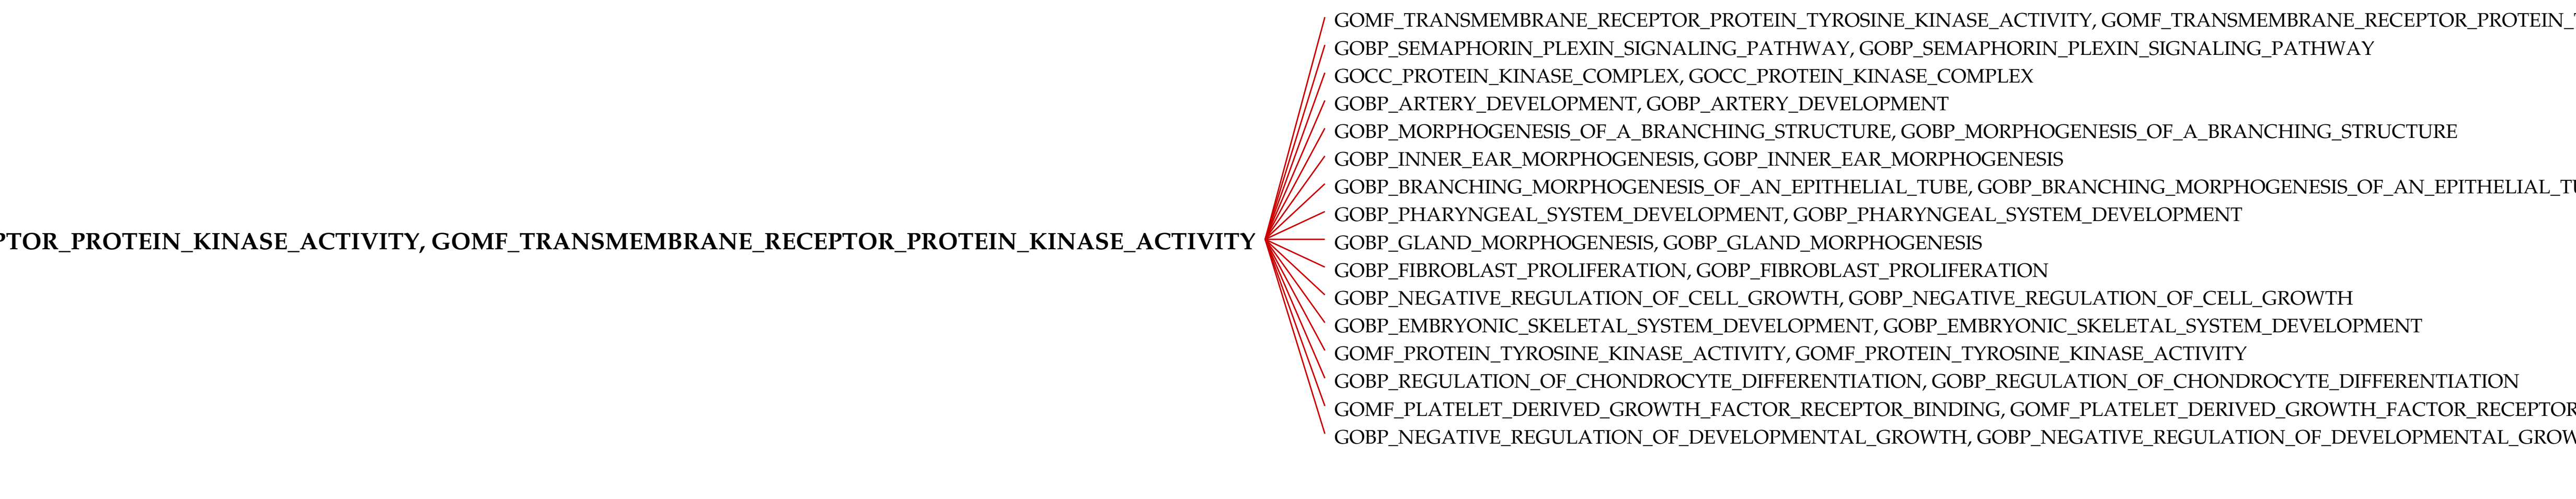 GOMF_TRANSMEMBRANE_RECEPTOR_PROTEIN_TYROSINE_KINASE_ACTIVITY, GOMF_TRANSMEMBRANE_RECEPTOR_PROTEIN_
GOBP_SEMAPHORIN_PLEXIN_SIGNALING_PATHWAY, GOBP_SEMAPHORIN_PLEXIN_SIGNALING_PATHWAY
GOCC_PROTEIN_KINASE_COMPLEX, GOCC_PROTEIN_KINASE_COMPLEX
GOBP_ARTERY_DEVELOPMENT, GOBP_ARTERY_DEVELOPMENT
GOBP_MORPHOGENESIS_OF_A_BRANCHING_STRUCTURE, GOBP_MORPHOGENESIS_OF_A_BRANCHING_STRUCTURE
GOBP_INNER_EAR_MORPHOGENESIS, GOBP_INNER_EAR_MORPHOGENESIS
GOBP_BRANCHING_MORPHOGENESIS_OF_AN_EPITHELIAL_TUBE, GOBP_BRANCHING_MORPHOGENESIS_OF_AN_EPITHELIAL_TU
GOBP_PHARYNGEAL_SYSTEM_DEVELOPMENT, GOBP_PHARYNGEAL_SYSTEM_DEVELOPMENT
PTOR_PROTEIN_KINASE_ACTIVITY, GOMF_TRANSMEMBRANE_RECEPTOR_PROTEIN_KINASE_ACTIVITY
GOBP_GLAND_MORPHOGENESIS, GOBP_GLAND_MORPHOGENESIS
GOBP_FIBROBLAST_PROLIFERATION, GOBP_FIBROBLAST_PROLIFERATION
GOBP_NEGATIVE_REGULATION_OF_CELL_GROWTH, GOBP_NEGATIVE_REGULATION_OF_CELL_GROWTH
GOBP_EMBRYONIC_SKELETAL_SYSTEM_DEVELOPMENT, GOBP_EMBRYONIC_SKELETAL_SYSTEM_DEVELOPMENT
GOMF_PROTEIN_TYROSINE_KINASE_ACTIVITY, GOMF_PROTEIN_TYROSINE_KINASE_ACTIVITY
GOBP_REGULATION_OF_CHONDROCYTE_DIFFERENTIATION, GOBP_REGULATION_OF_CHONDROCYTE_DIFFERENTIATION
GOMF_PLATELET_DERIVED_GROWTH_FACTOR_RECEPTOR_BINDING, GOMF_PLATELET_DERIVED_GROWTH_FACTOR_RECEPTOR
GOBP_NEGATIVE_REGULATION_OF_DEVELOPMENTAL_GROWTH, GOBP_NEGATIVE_REGULATION_OF_DEVELOPMENTAL_GROW